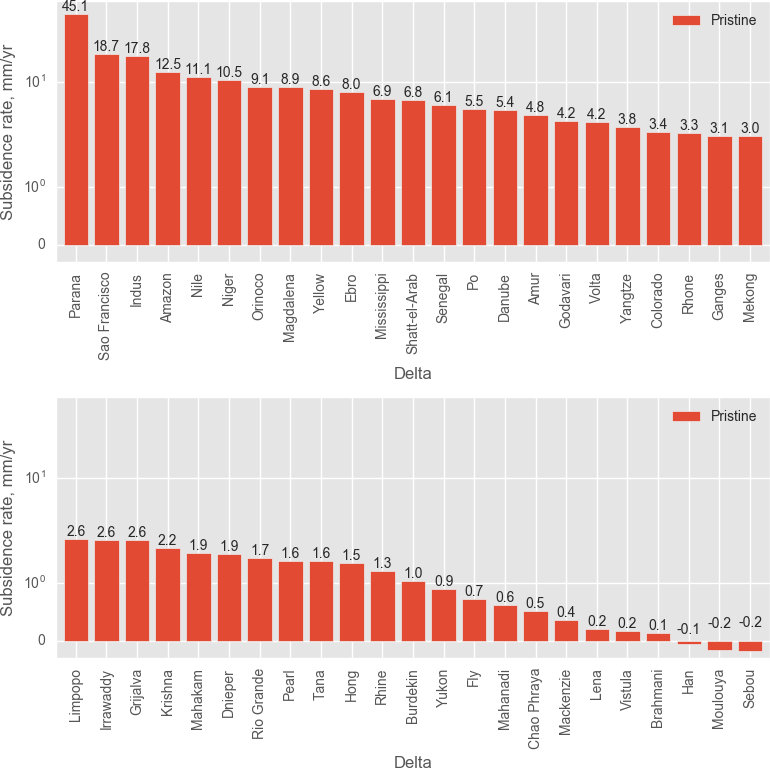 45.1
18.7 17.8 12.5 11.1 10.5 9.1 8.9 8.6 8.0 6.9 6.8 6.1 5.5 5.4 4.8 4.2 4.2 3.8 3.4 3.3 3.1 3.0
Pristine
Subsidence rate, mm/yr
10¹
10⁰
0
Parana Sao Francisco Indus Amazon Nile Niger Orinoco Magdalena Yellow Ebro Mississippi Shatt-el-Arab Senegal Po Danube Amur Godavari Volta Yangtze Colorado Rhone Ganges Mekong
Delta
Pristine
Subsidence rate, mm/yr
10¹
10⁰
0
2.6 2.6 2.6 2.2 1.9 1.9 1.7 1.6 1.6 1.5 1.3 1.0 0.9 0.7 0.6 0.5 0.4 0.2 0.2 0.1 -0.1 -0.2 -0.2
Limpopo Irrawaddy Grijalva Krishna Mahakam Dnieper Rio Grande Pearl Tana Hong Rhine Burdekin Yukon Fly Mahanadi Chao Phraya Mackenzie Lena Vistula Brahmani Han Moulouya Sebou
Delta